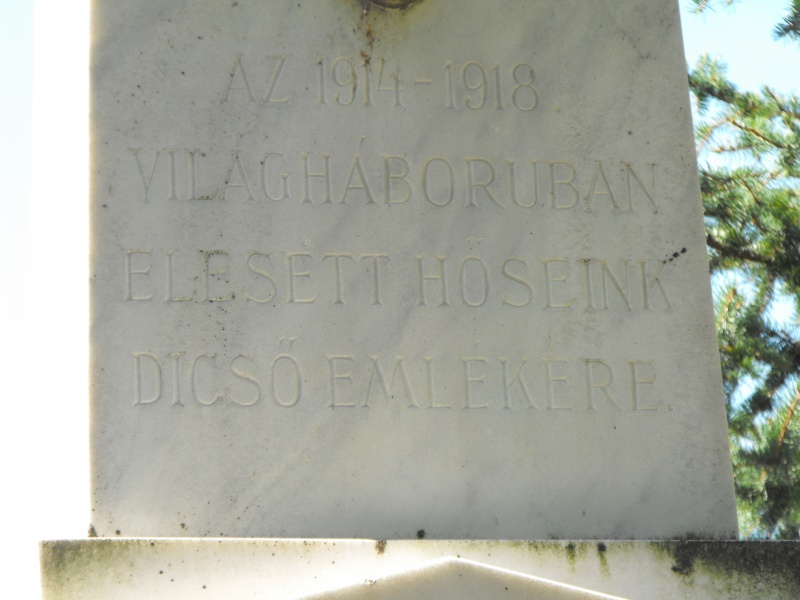 AZ 1914-1918.
VILÁGHÁBORUBAN
ELESETT HŐSEINK
DICSŐ EMLÉKÉRE.